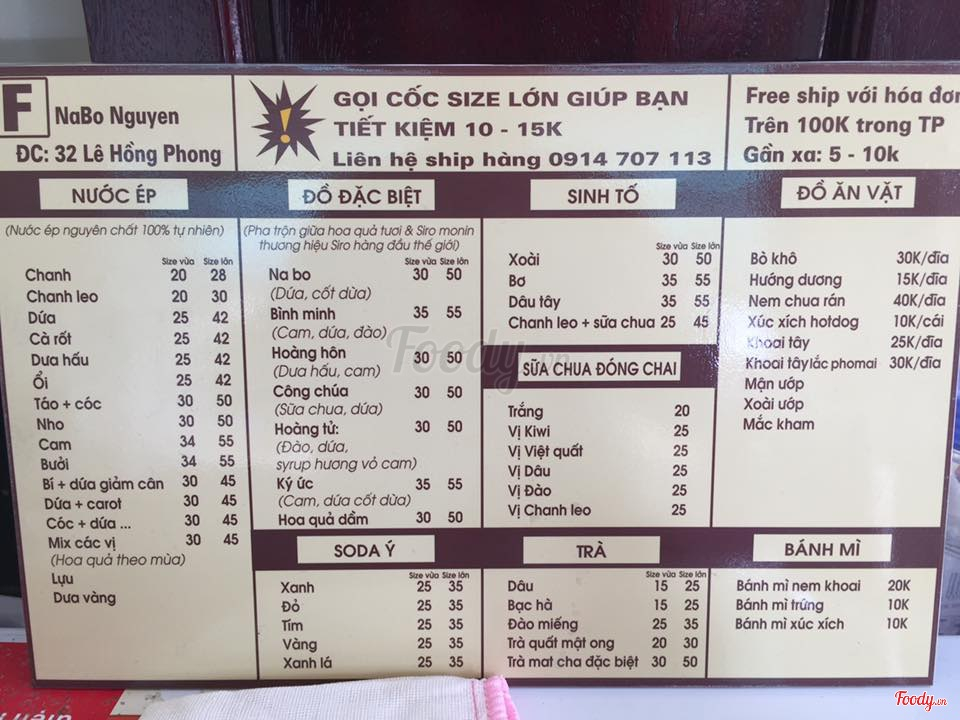 F
NaBo Nguyen
ĐC: 32 Lê Hồng Phong
GỌI CỐC SIZE LỚN GIÚP BẠN
TIẾT KIỆM 10 - 15K
Liên hệ ship hàng 0914 707 113
Free ship với hóa đơn
Trên 100K trong TP
Gần xa: 5 - 10k
NƯỚC ÉP
(Nước ép nguyên chất 100% tự nhiên)
Size vừa Size lớn
Chanh 20 28
Chanh leo 20 30
Dứa 25 42
Cà rốt 25 42
Dưa hấu 25 42
Ổi 25 42
Táo + cóc 30 50
Nho 30 50
Cam 34 55
Bưởi 34 55
Bí + dứa giảm cân 30 45
Dứa + carot 30 45
Cóc + dứa ... 30 45
Mix các vị 30 45
(Hoa quả theo mùa)
Lựu
Dưa vàng
ĐỒ ĐẶC BIỆT
(Pha trộn giữa hoa quả tươi & Siro monin
thương hiệu Siro hàng đầu thế giới)
Size vừa Size lớn
Na bo 30 50
(Dứa, cốt dừa)
Bình minh 35 55
(Cam, dứa, đào)
Hoàng hôn 30 50
(Dưa hấu, cam)
Công chúa 30 50
(Sữa chua, dứa)
Hoàng tử: 30 50
(Đào, dứa,
syrup hương vỏ cam)
Ký ức 35 55
(Cam, dứa cốt dừa)
Hoa quả dầm 30 50
SINH TỐ
Size vừa Size lớn
Xoài 30 50
Bơ 35 55
Dâu tây 35 55
Chanh leo + sữa chua 25 45
SỮA CHUA ĐÓNG CHAI
Trắng 20
Vị Kiwi 25
Vị Việt quất 25
Vị Dâu 25
Vị Đào 25
Vị Chanh leo 25
ĐỒ ĂN VẶT
Bò khô 30K/đĩa
Hướng dương 15K/đĩa
Nem chua rán 40K/đĩa
Xúc xích hotdog 10K/cái
Khoai tây 25K/đĩa
Khoai tây lắc phomai 30K/đĩa
Mận ướp
Xoài ướp
Mắc kham
SODA Ý
Size vừa Size lớn
Xanh 25 35
Đỏ 25 35
Tím 25 35
Vàng 25 35
Xanh lá 25 35
TRÀ
Size vừa Size lớn
Dâu 15 25
Bạc hà 15 25
Đào miếng 25 35
Trà quất mật ong 20 30
Trà mat cha đặc biệt 30 50
BÁNH MÌ
Bánh mì nem khoai 20K
Bánh mì trứng 10K
Bánh mì xúc xích 10K
Foody.vn
Foody.vn